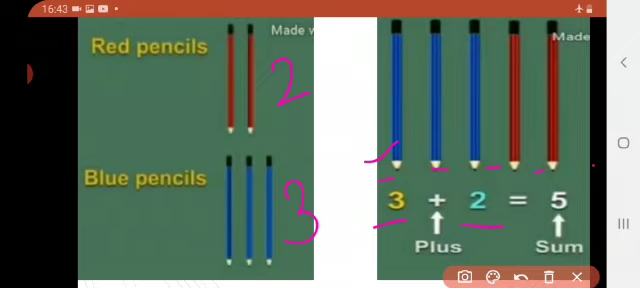 16:43
Red pencils
Made w
2
Blue pencils
3
Made
3 + 2 = 5
Plus
Sum